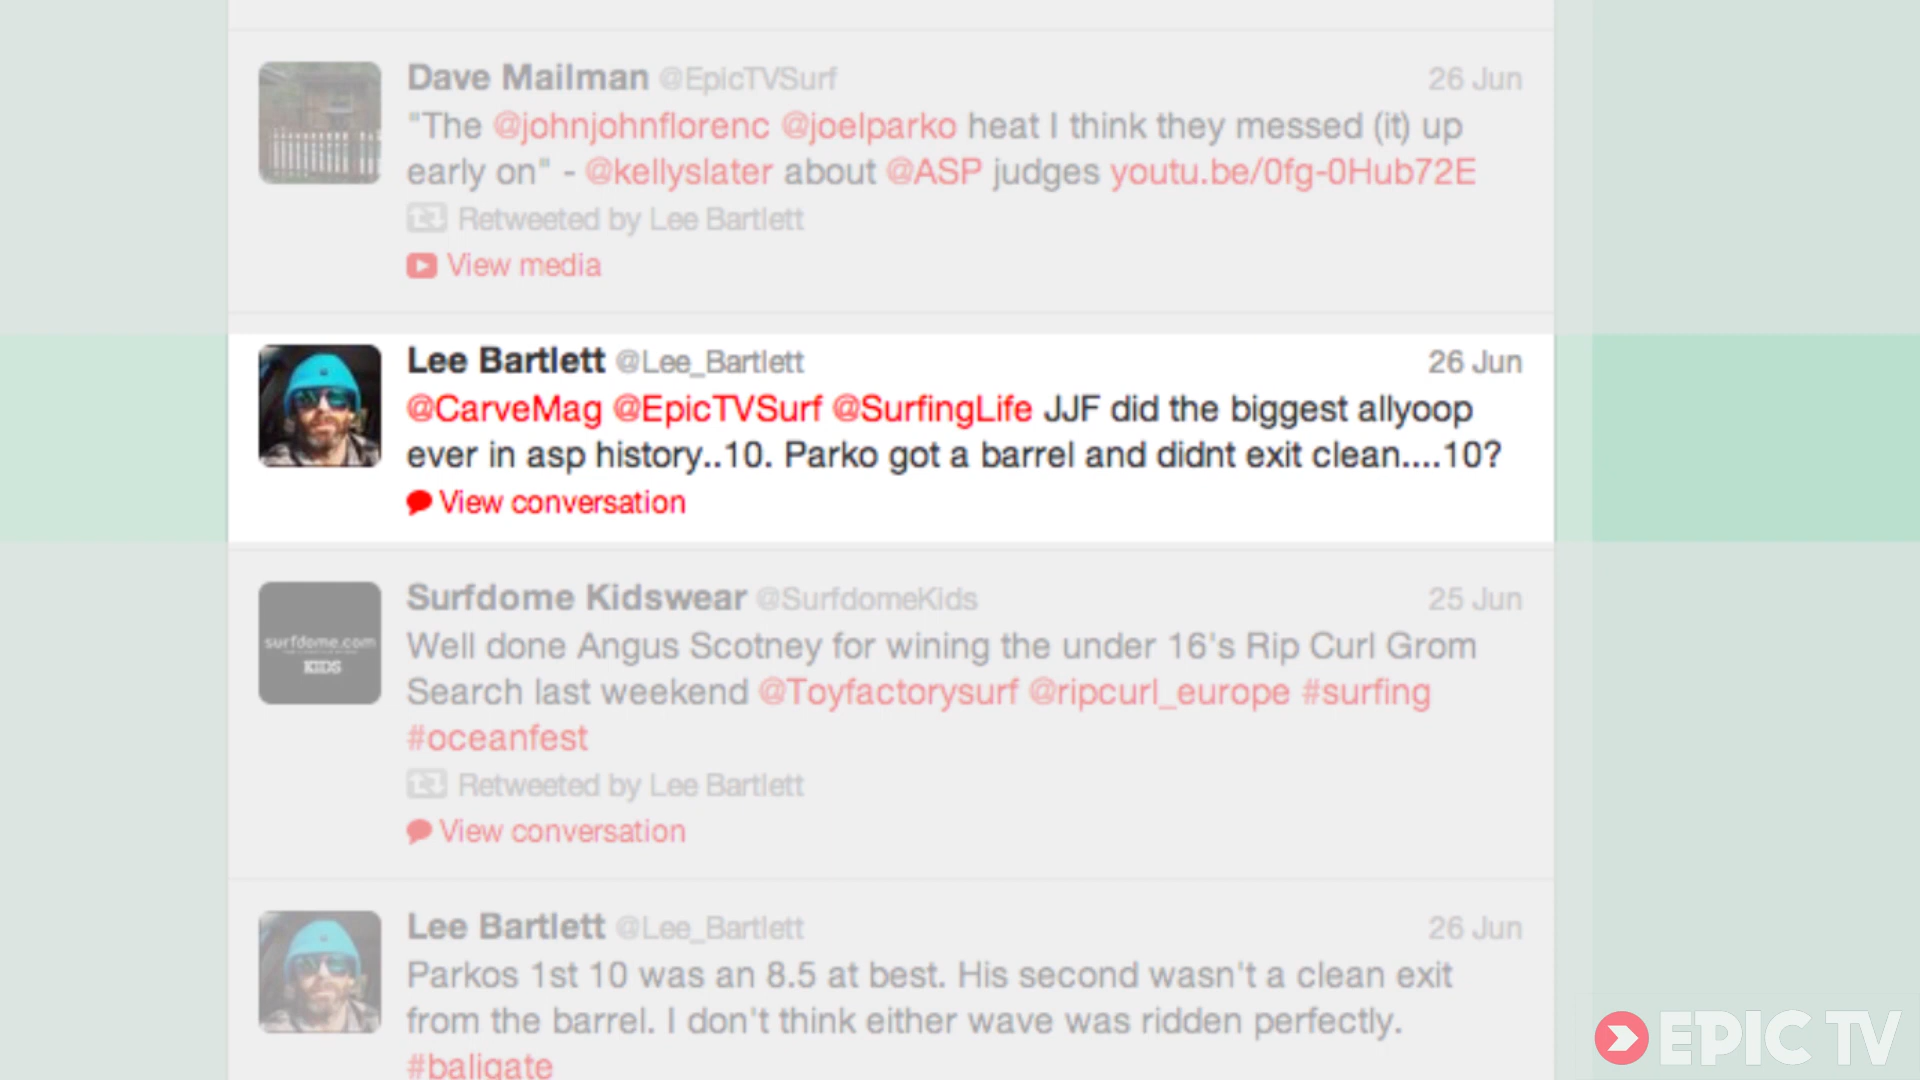 Dave Mailman @EpicTVSurf 26 Jun
"The @johnjohnflorenc @joelparko heat I think they messed (it) up
early on" - @kellyslater about @ASP judges youtu.be/0fg-0Hub72E
Retweeted by Lee Bartlett
View media
Lee Bartlett @Lee_Bartlett 26 Jun
@CarveMag @EpicTVSurf @SurfingLife JJF did the biggest allyoop
ever in asp history..10. Parko got a barrel and didnt exit clean....10?
View conversation
surfdome.com
KIDS
Surfdome Kidswear @SurfdomeKids 25 Jun
Well done Angus Scotney for wining the under 16's Rip Curl Grom
Search last weekend @Toyfactorysurf @ripcurl_europe #surfing
#oceanfest
Retweeted by Lee Bartlett
View conversation
Lee Bartlett @Lee_Bartlett 26 Jun
Parkos 1st 10 was an 8.5 at best. His second wasn't a clean exit
from the barrel. I don't think either wave was ridden perfectly.
#baligate
EPIC TV